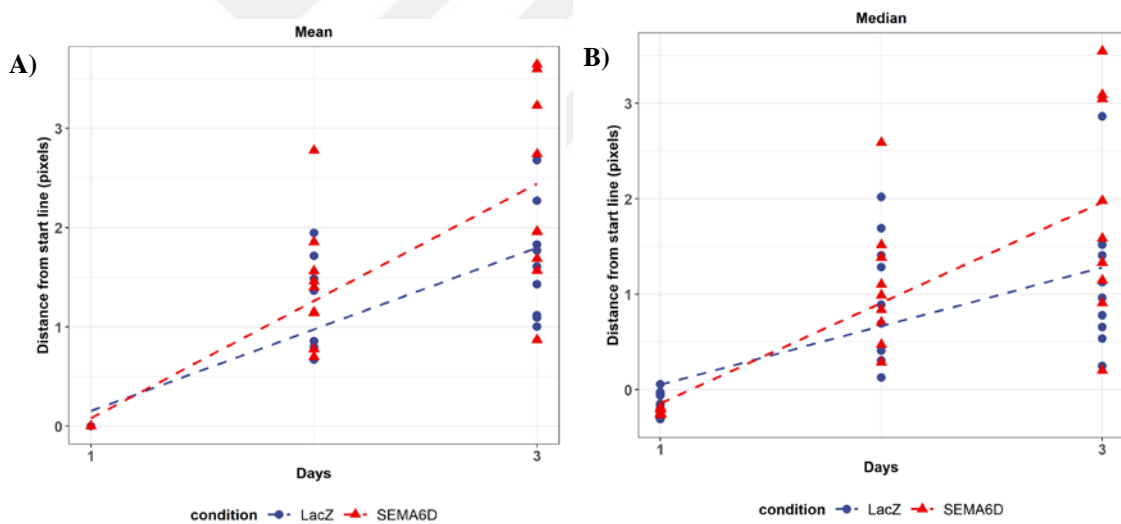 A)
Mean
Distance from start line (pixels)
3
2
1
0
1
3
Days
condition LacZ SEMA6D
B)
Median
Distance from start line (pixels)
3
2
1
0
1
3
Days
condition LacZ SEMA6D